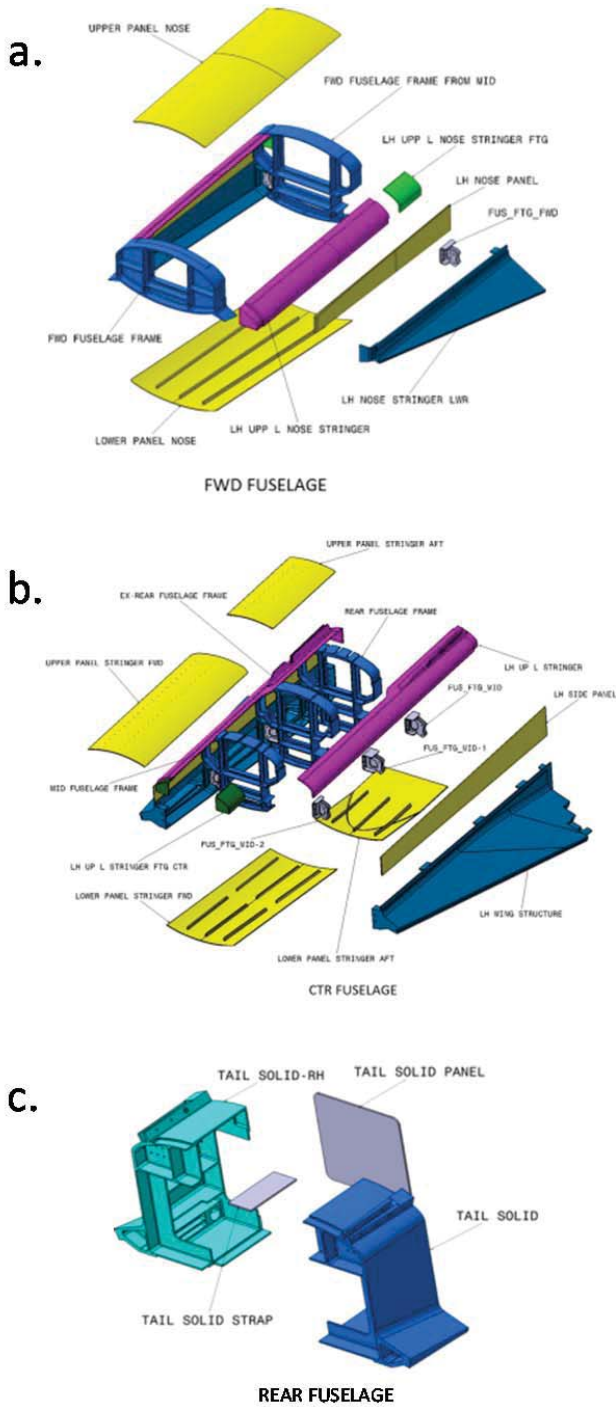 a.
UPPER PANEL NOSE
FWD FUSELAGE FRAME FROM MID
LH UPP L NOSE STRINGER FTG
LH NOSE PANEL
FUS_FTG_FWD
FWD FUSELAGE FRAME
LH NOSE STRINGER LWR
LOWER PANEL NOSE
LH UPP L NOSE STRINGER
FWD FUSELAGE
b.
UPPER PANEL STRINGER AFT
EX-REAR FUSELAGE FRAME
REAR FUSELAGE FRAME
UPPER PANEL STRINGER FWD
LH UP L STRINGER
FUS_FTG_MID
LH SIDE PANEL
FUS_FTG_MID-1
MID FUSELAGE FRAME
FUS_FTG_MID-2
LH UP L STRINGER FTG CTR
LOWER PANEL STRINGER FWD
LH WING STRUCTURE
LOWER PANEL STRINGER AFT
CTR FUSELAGE
c.
TAIL SOLID-RH
TAIL SOLID PANEL
TAIL SOLID
TAIL SOLID STRAP
REAR FUSELAGE